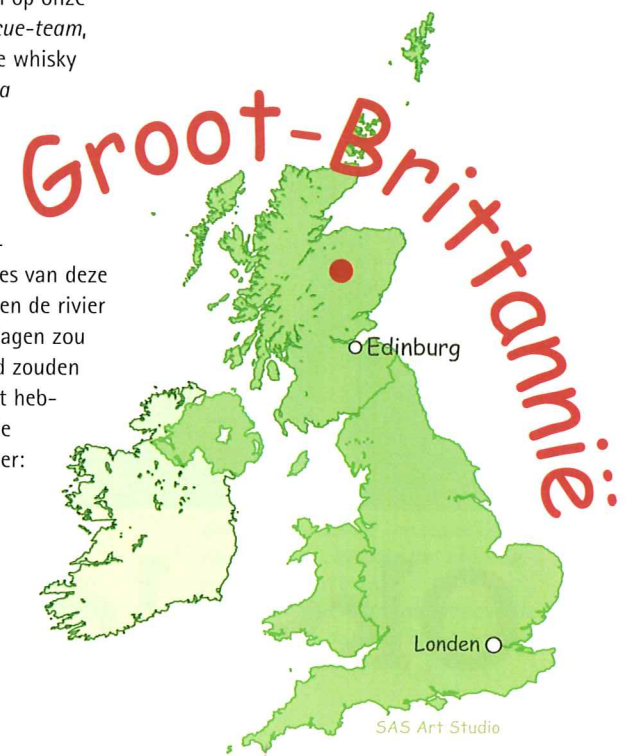 n op onze
cue-team,
e whisky
a
Groot-Brittannië
-
es van deze
en de rivier
agen zou
d zouden
t heb-
e
er:
Edinburg
Londen
SAS Art Studio